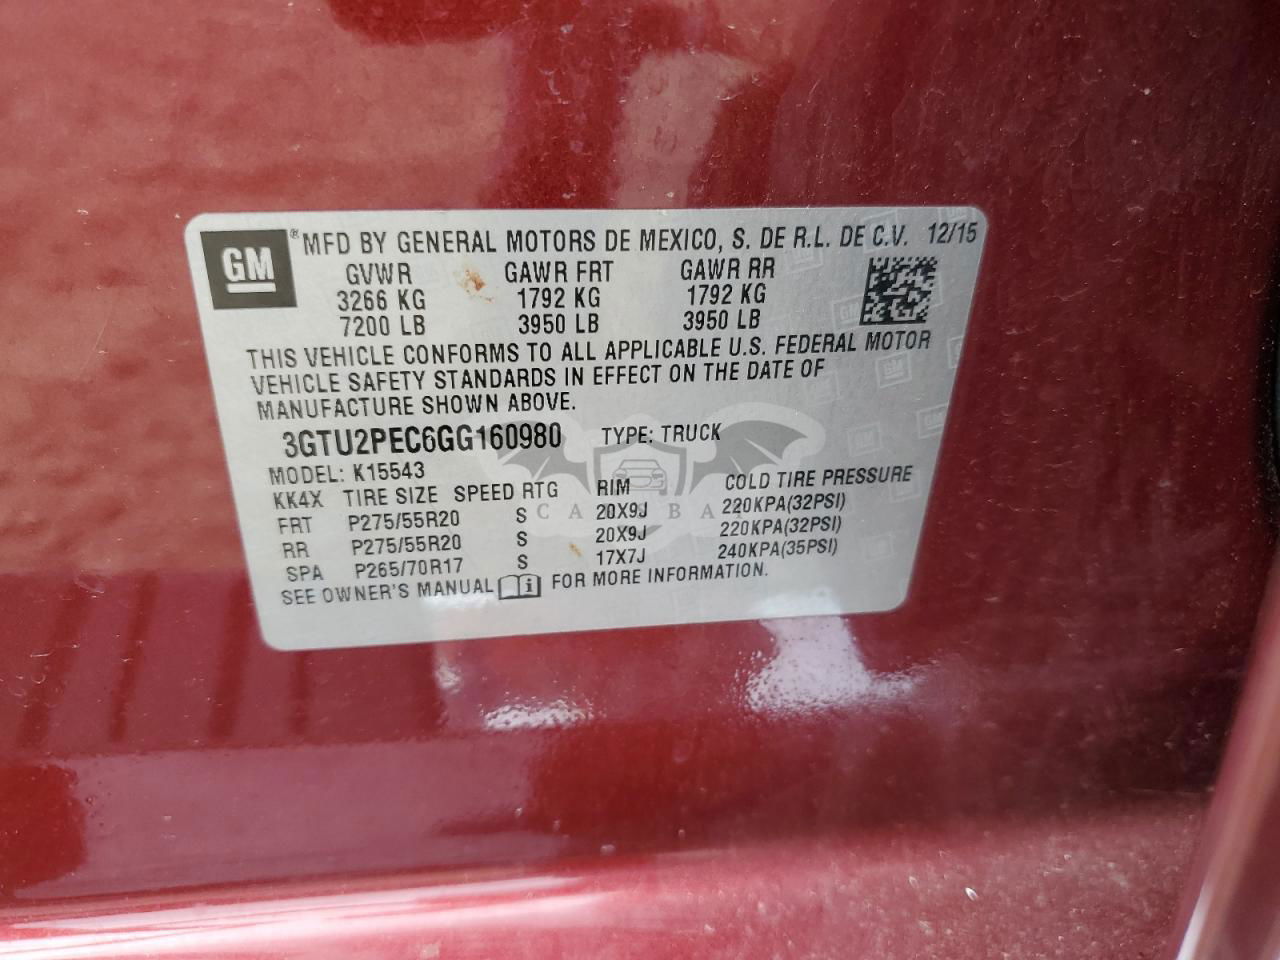 GM ® MFD BY GENERAL MOTORS DE MEXICO, S. DE R.L. DE C.V. 12/15
GVWR GAWR FRT GAWR RR
3266 KG 1792 KG 1792 KG
7200 LB 3950 LB 3950 LB
THIS VEHICLE CONFORMS TO ALL APPLICABLE U.S. FEDERAL MOTOR
VEHICLE SAFETY STANDARDS IN EFFECT ON THE DATE OF
MANUFACTURE SHOWN ABOVE.
3GTU2PEC6GG160980 TYPE: TRUCK
MODEL: K15543
KK4X TIRE SIZE SPEED RTG RIM COLD TIRE PRESSURE
FRT P275/55R20 S 20X9J 220KPA(32PSI)
RR P275/55R20 S 20X9J 220KPA(32PSI)
SPA P265/70R17 S 17X7J 240KPA(35PSI)
SEE OWNER'S MANUAL i FOR MORE INFORMATION.